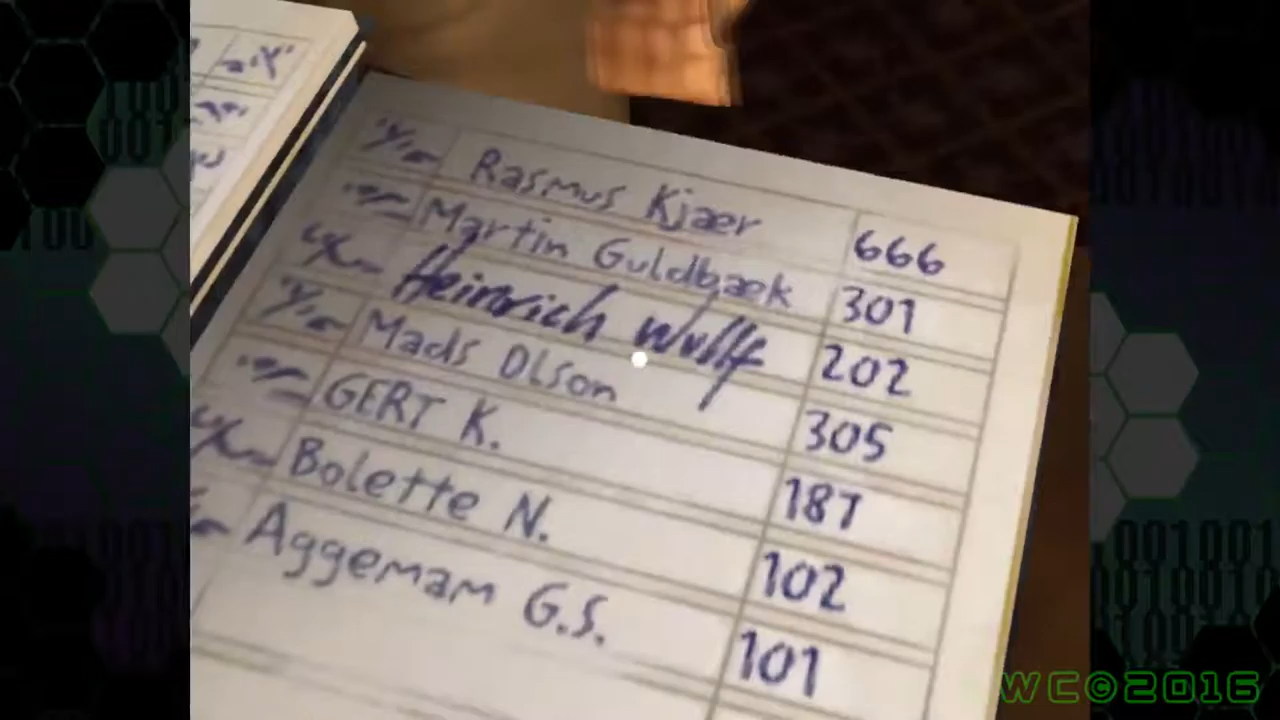 Rasmus Kjaer 666
Martin Guldbaek 301
Heinrich Wulff 202
Mads Olson 305
GERT K. 187
Bolette N. 102
Aggemam G.S. 101
WC©2016